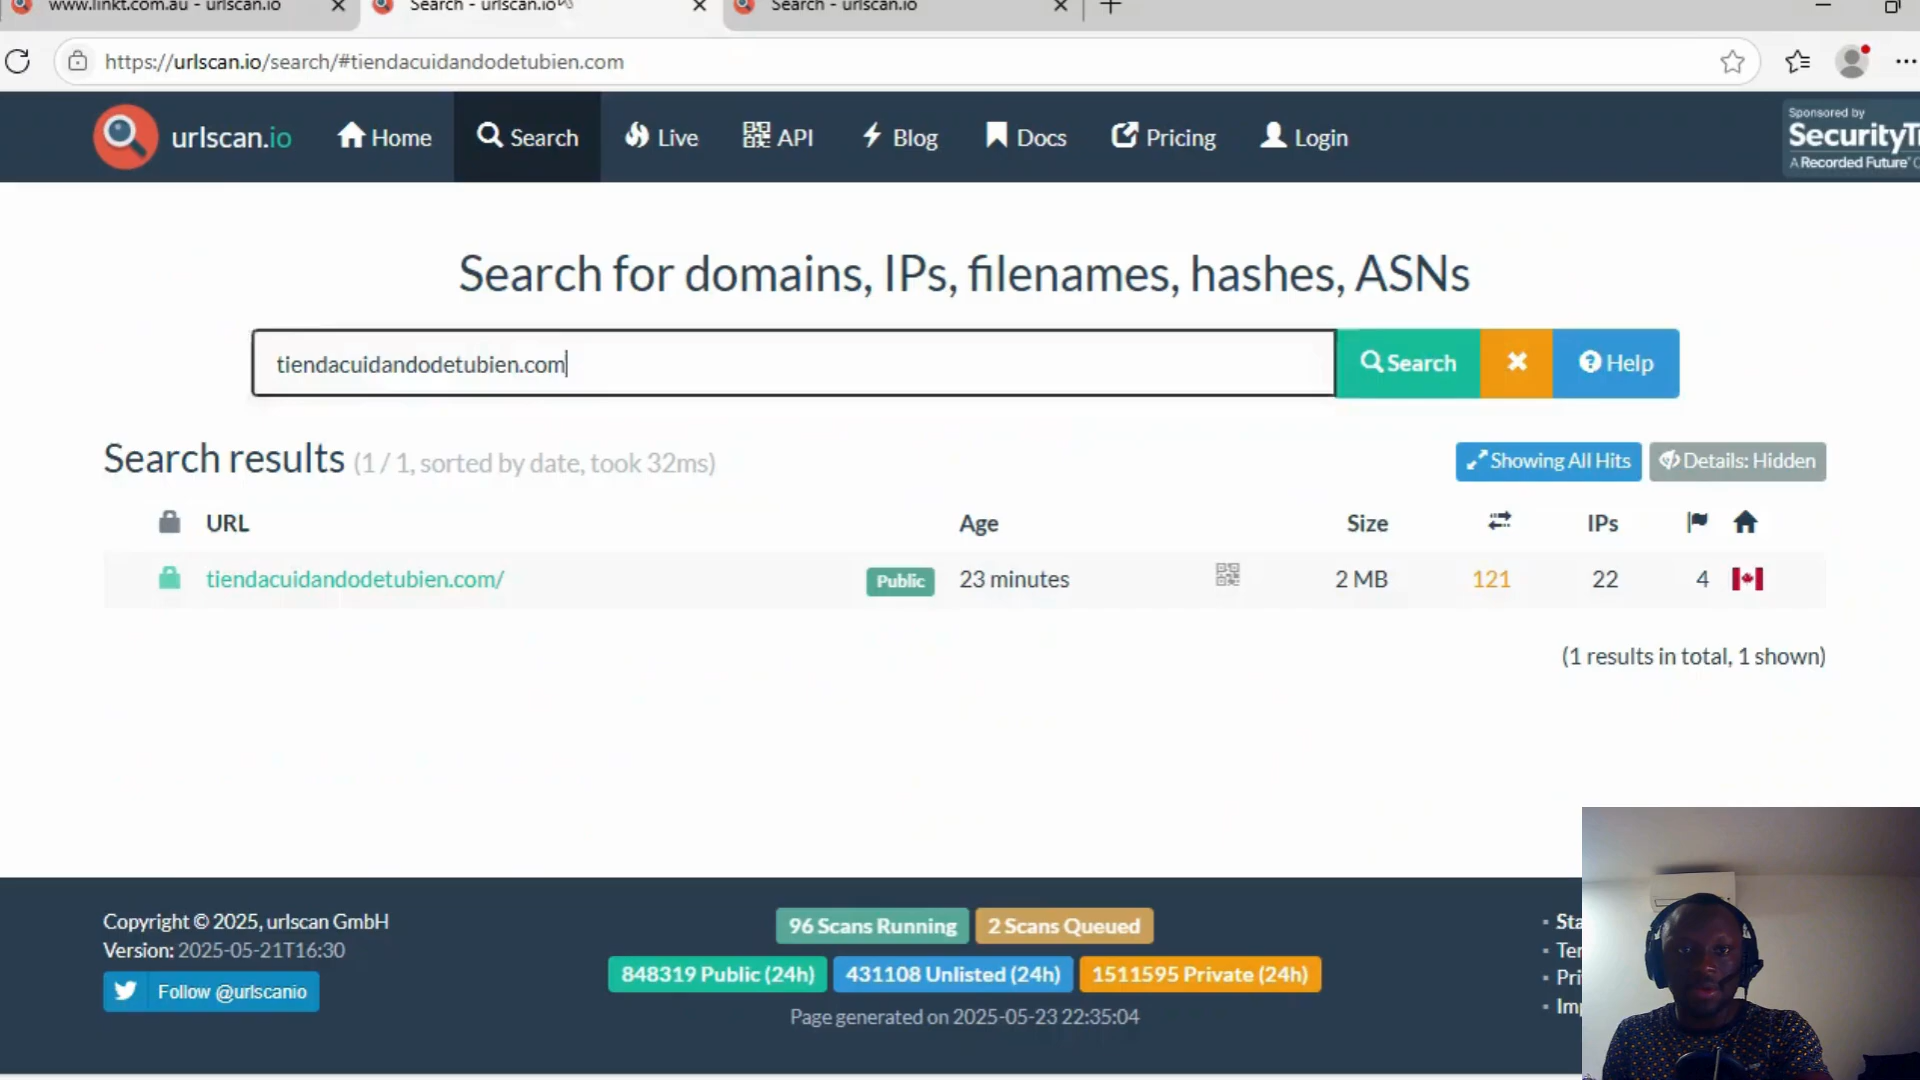 www.linkt.com.au - urlscan.io
Search - urlscan.io
Search - urlscan.io
https://urlscan.io/search/#tiendacuidandodetubien.com
urlscan.io
Home
Search
Live
API
Blog
Docs
Pricing
Login
Sponsored by
SecurityT
A Recorded Future
Search for domains, IPs, filenames, hashes, ASNs
tiendacuidandodetubien.com
Search
Help
Search results (1 / 1, sorted by date, took 32ms)
Showing All Hits
Details: Hidden
URL Age Size IPs
tiendacuidandodetubien.com/ Public 23 minutes 2 MB 121 22 4
(1 results in total, 1 shown)
Copyright © 2025, urlscan GmbH
Version: 2025-05-21T16:30
Follow @urlscanio
96 Scans Running 2 Scans Queued
848319 Public (24h) 431108 Unlisted (24h) 1511595 Private (24h)
Page generated on 2025-05-23 22:35:04
Sta
Ter
Pri
Im